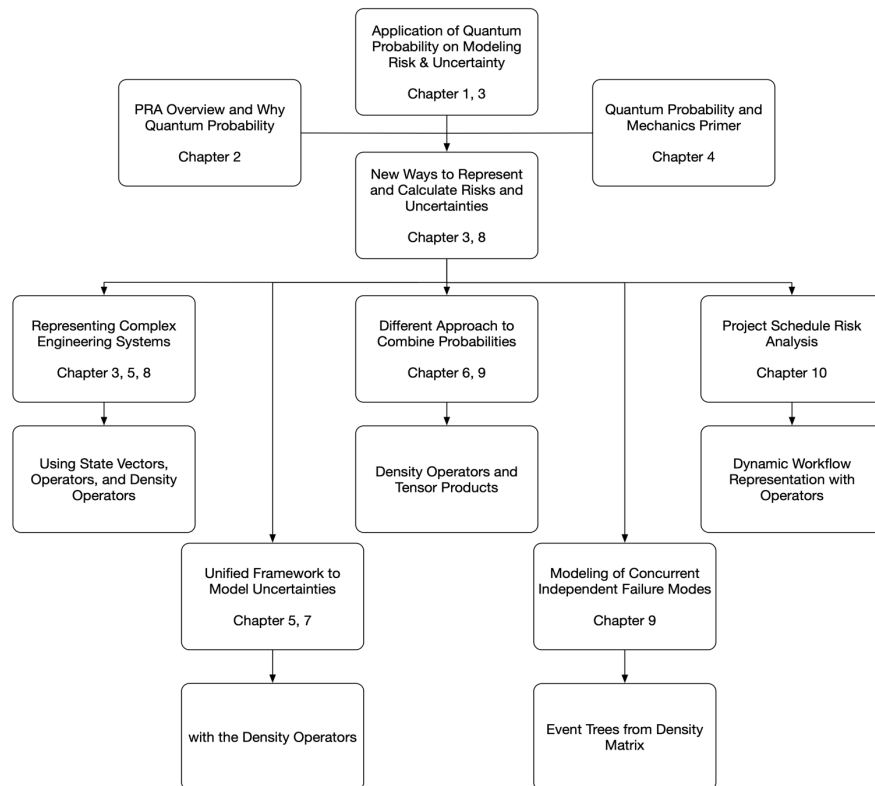 Application of Quantum
Probability on Modeling
Risk & Uncertainty
Chapter 1, 3
PRA Overview and Why
Quantum Probability
Chapter 2
Quantum Probability and
Mechanics Primer
Chapter 4
New Ways to Represent
and Calculate Risks and
Uncertainties
Chapter 3, 8
Representing Complex
Engineering Systems
Chapter 3, 5, 8
Different Approach to
Combine Probabilities
Chapter 6, 9
Project Schedule Risk
Analysis
Chapter 10
Using State Vectors,
Operators, and Density
Operators
Density Operators and
Tensor Products
Dynamic Workflow
Representation with
Operators
Unified Framework to
Model Uncertainties
Chapter 5, 7
Modeling of Concurrent
Independent Failure Modes
Chapter 9
with the Density Operators
Event Trees from Density
Matrix